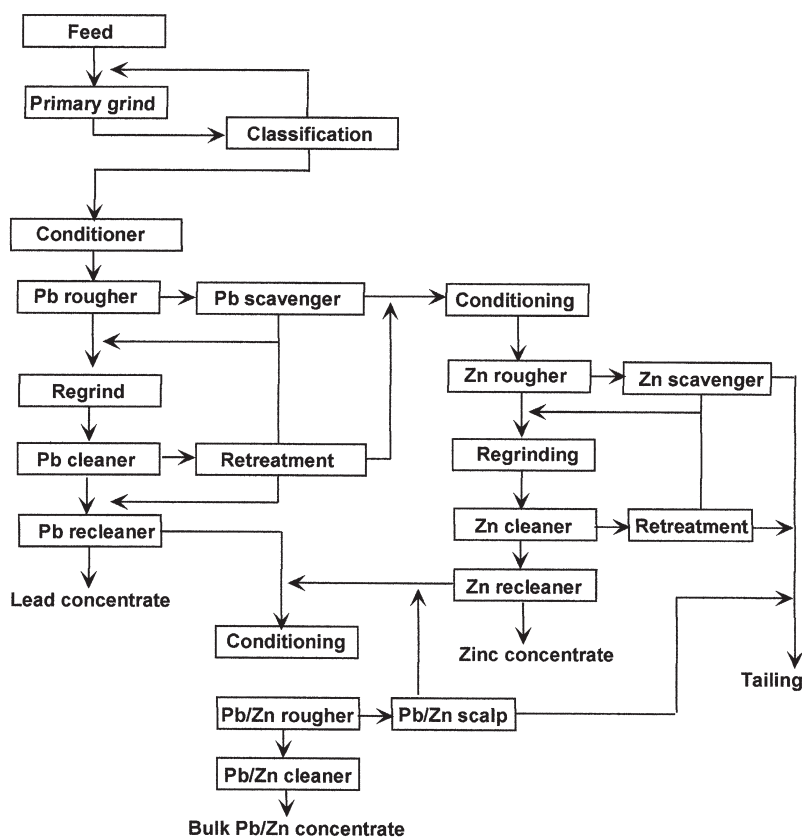 Feed
Primary grind
Classification
Conditioner
Pb rougher
Pb scavenger
Conditioning
Zn rougher
Zn scavenger
Regrind
Pb cleaner
Retreatment
Regrinding
Pb recleaner
Zn cleaner
Retreatment
Lead concentrate
Zn recleaner
Conditioning
Zinc concentrate
Tailing
Pb/Zn rougher
Pb/Zn scalp
Pb/Zn cleaner
Bulk Pb/Zn concentrate